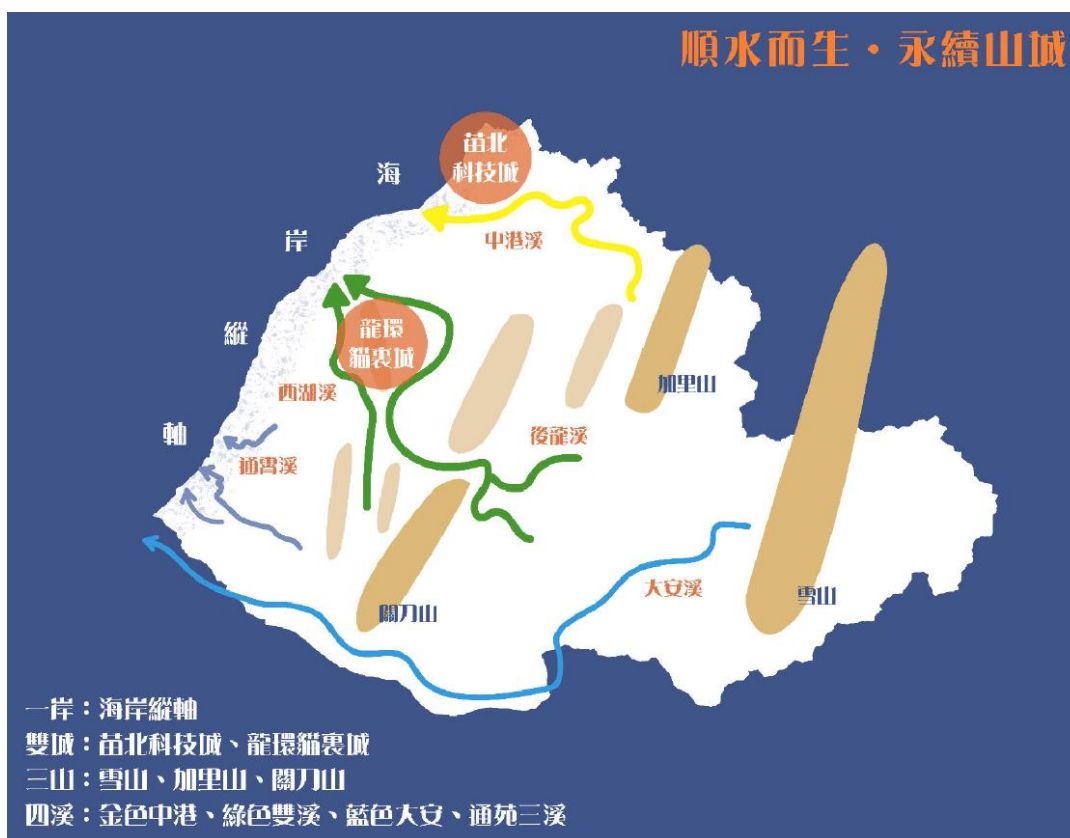 順水而生・永續山城
苗北
科技城
海
岸
縱
軸
中港溪
龍環
貓裏城
加里山
西湖溪
後龍溪
通霄溪
大安溪
雪山
關刀山
一岸：海岸縱軸
雙城：苗北科技城、龍環貓裏城
三山：雪山、加里山、關刀山
四溪：金色中港、綠色雙溪、藍色大安、通苑三溪